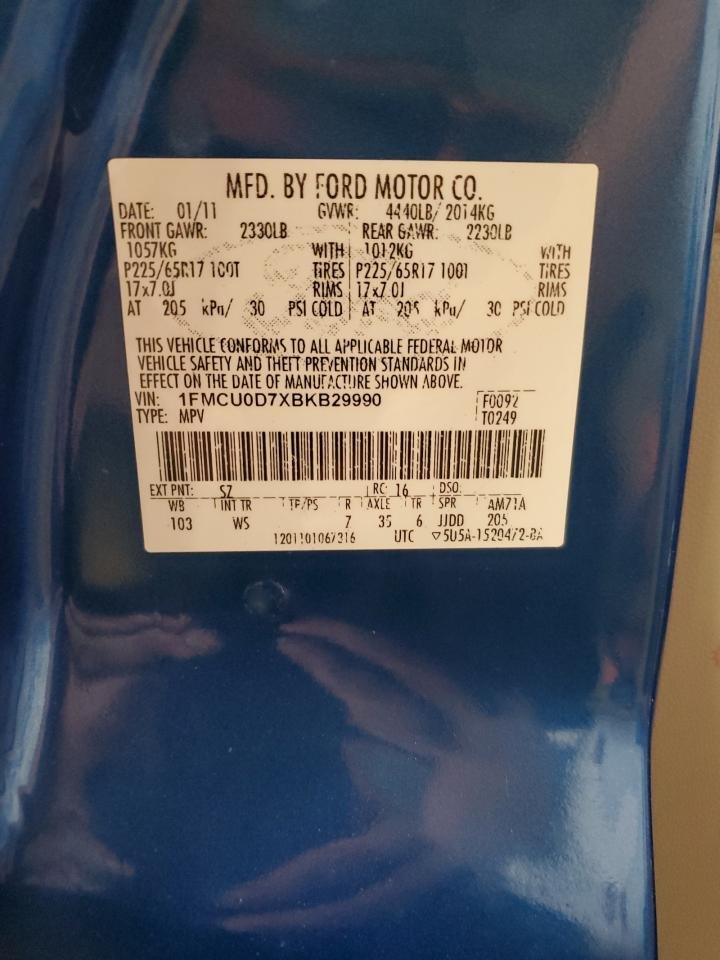 MFD. BY FORD MOTOR CO.
DATE: 01/11 GVWR: 4440LB/ 2014KG
FRONT GAWR: 2330LB REAR GAWR: 2230LB
1057KG WITH 1012KG WITH
P225/65R17 100T TIRES P225/65R17 100T TIRES
17x7.0J RIMS 17x7.0J RIMS
AT 205 kPa/ 30 PSI COLD AT 205 kPa/ 30 PSI COLD
THIS VEHICLE CONFORMS TO ALL APPLICABLE FEDERAL MOTOR
VEHICLE SAFETY AND THEFT PREVENTION STANDARDS IN
EFFECT ON THE DATE OF MANUFACTURE SHOWN ABOVE.
VIN: 1FMCU0D7XBKB29990 F0092
TYPE: MPV T0249
EXT PNT: SZ RC: 16 DSO:
WB INT TR TP/PS R AXLE TR SPR AM71A
103 WS 7 35 6 JJDD 205
1201101067316 UTC ▽5U5A-1520472-BA